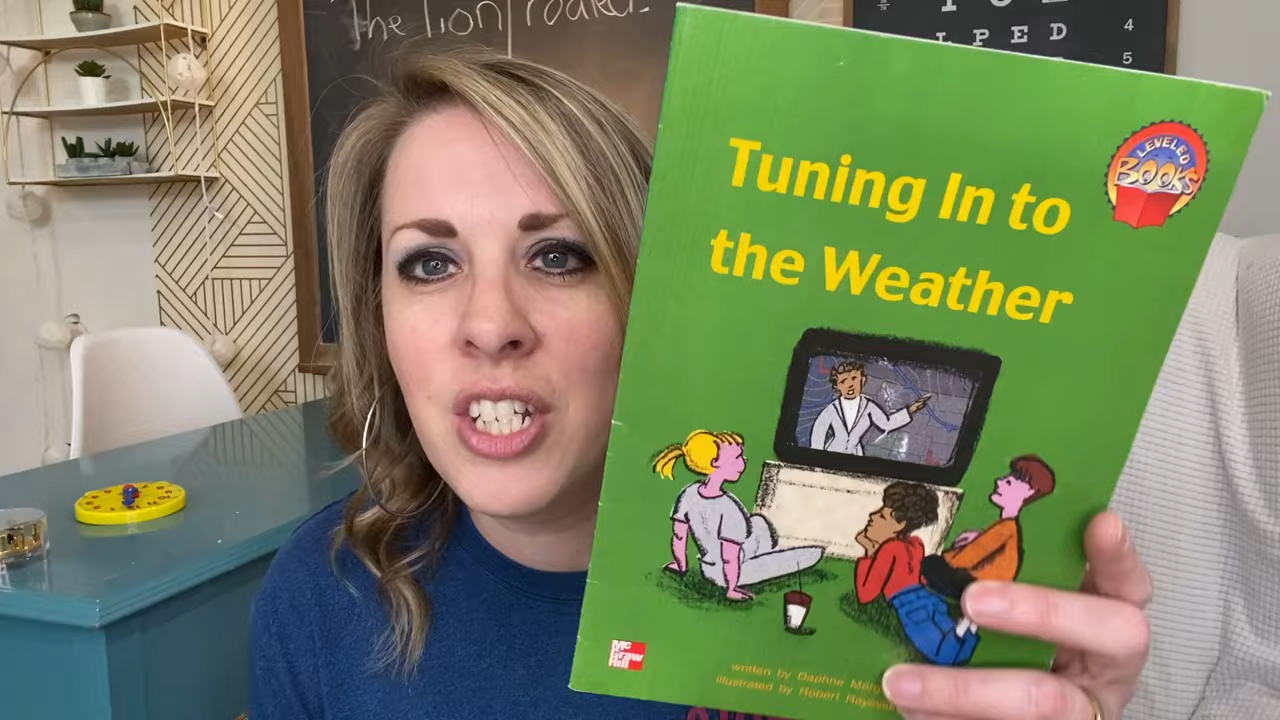 the lion roared.
L P E D
4
5
LEVELED
BOOKS
Tuning In to
the Weather
Mc
Graw
Hill
written by Daphne
illustrated by Robert